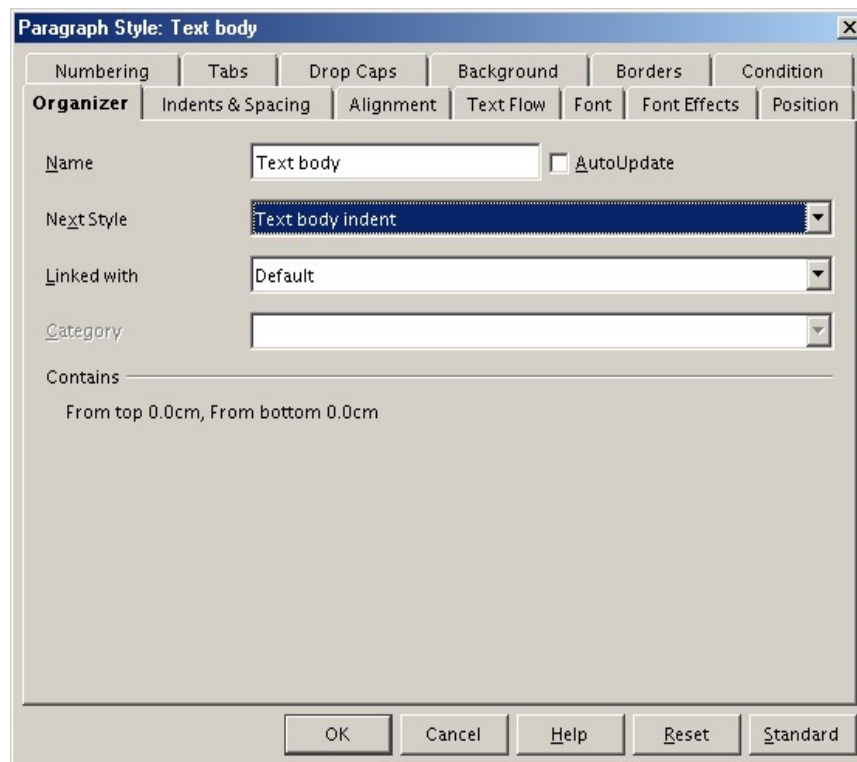 Paragraph Style: Text body
Numbering Tabs Drop Caps Background Borders Condition
Organizer Indents & Spacing Alignment Text Flow Font Font Effects Position
Name Text body AutoUpdate
Next Style Text body indent
Linked with Default
Category
Contains
From top 0.0cm, From bottom 0.0cm
OK Cancel Help Reset Standard